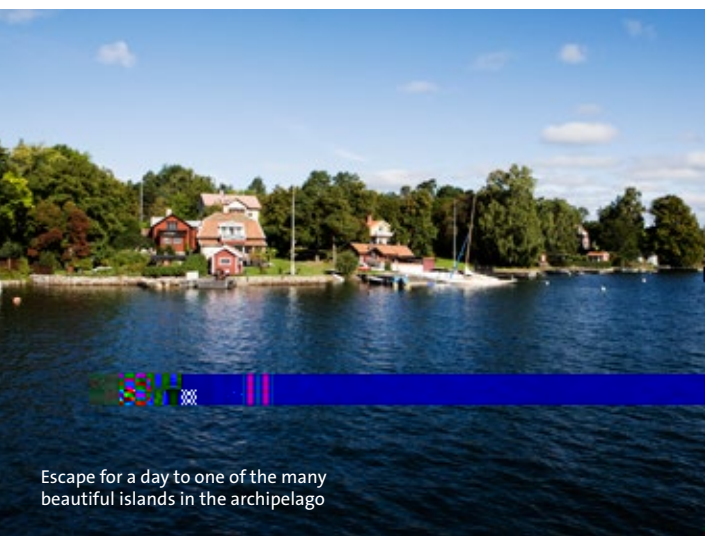 Escape for a day to one of the many
beautiful islands in the archipelago